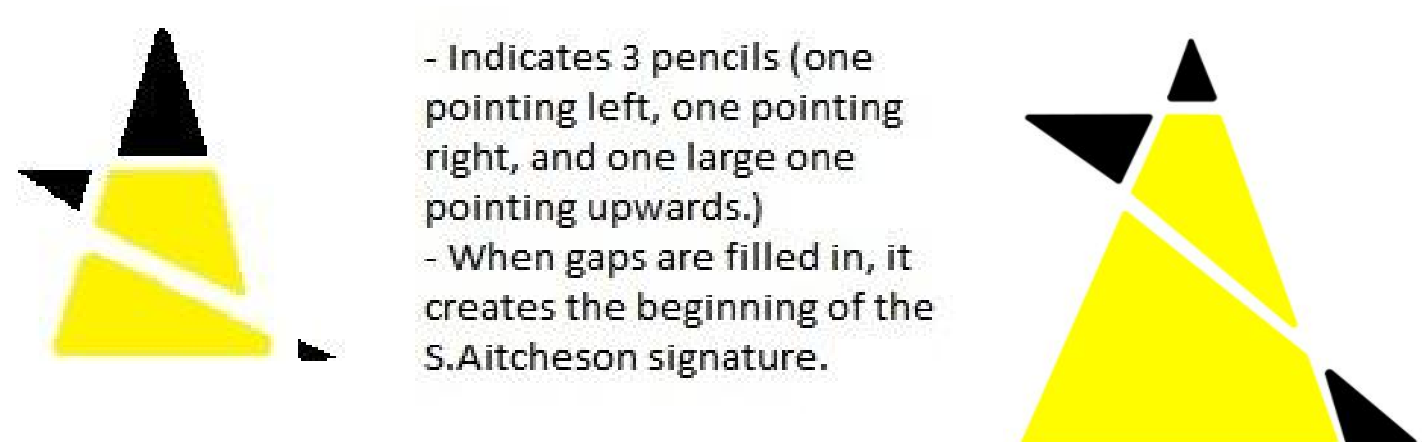 - Indicates 3 pencils (one
pointing left, one pointing
right, and one large one
pointing upwards.)
- When gaps are filled in, it
creates the beginning of the
S.Aitcheson signature.